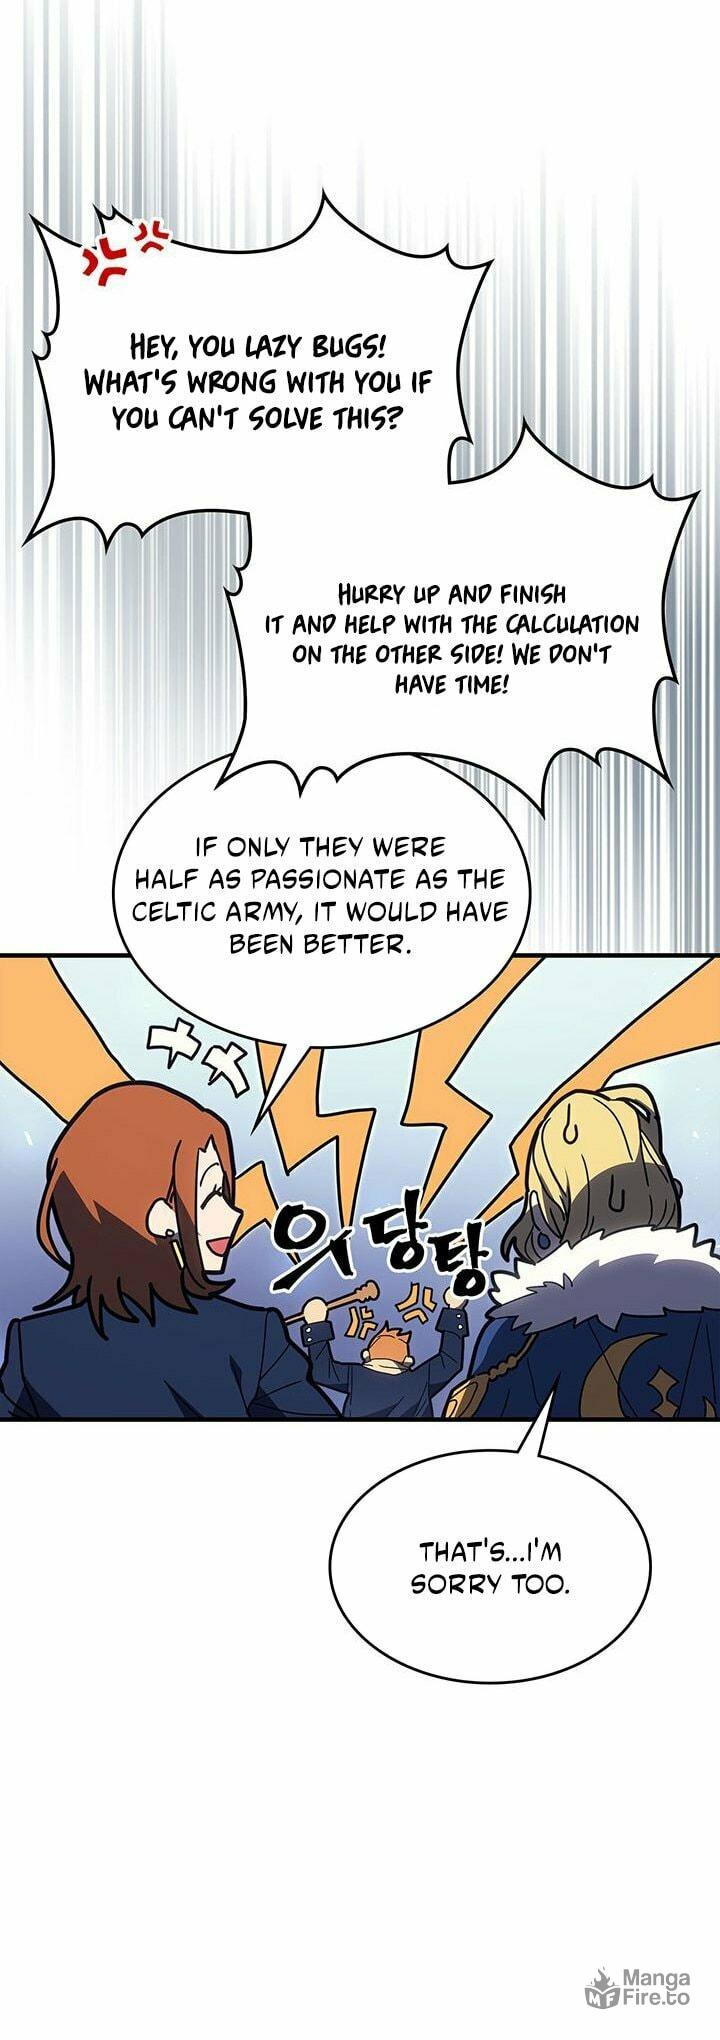 HEY, YOU LAZY BUGS!
WHAT'S WRONG WITH YOU IF
YOU CAN'T SOLVE THIS?
HURRY UP AND FINISH
IT AND HELP WITH THE CALCULATION
ON THE OTHER SIDE! WE DON'T
HAVE TIME!
IF ONLY THEY WERE
HALF AS PASSIONATE AS THE
CELTIC ARMY, IT WOULD HAVE
BEEN BETTER.
당탕
THAT'S...I'M
SORRY TOO.
Manga
Fire.to
MF